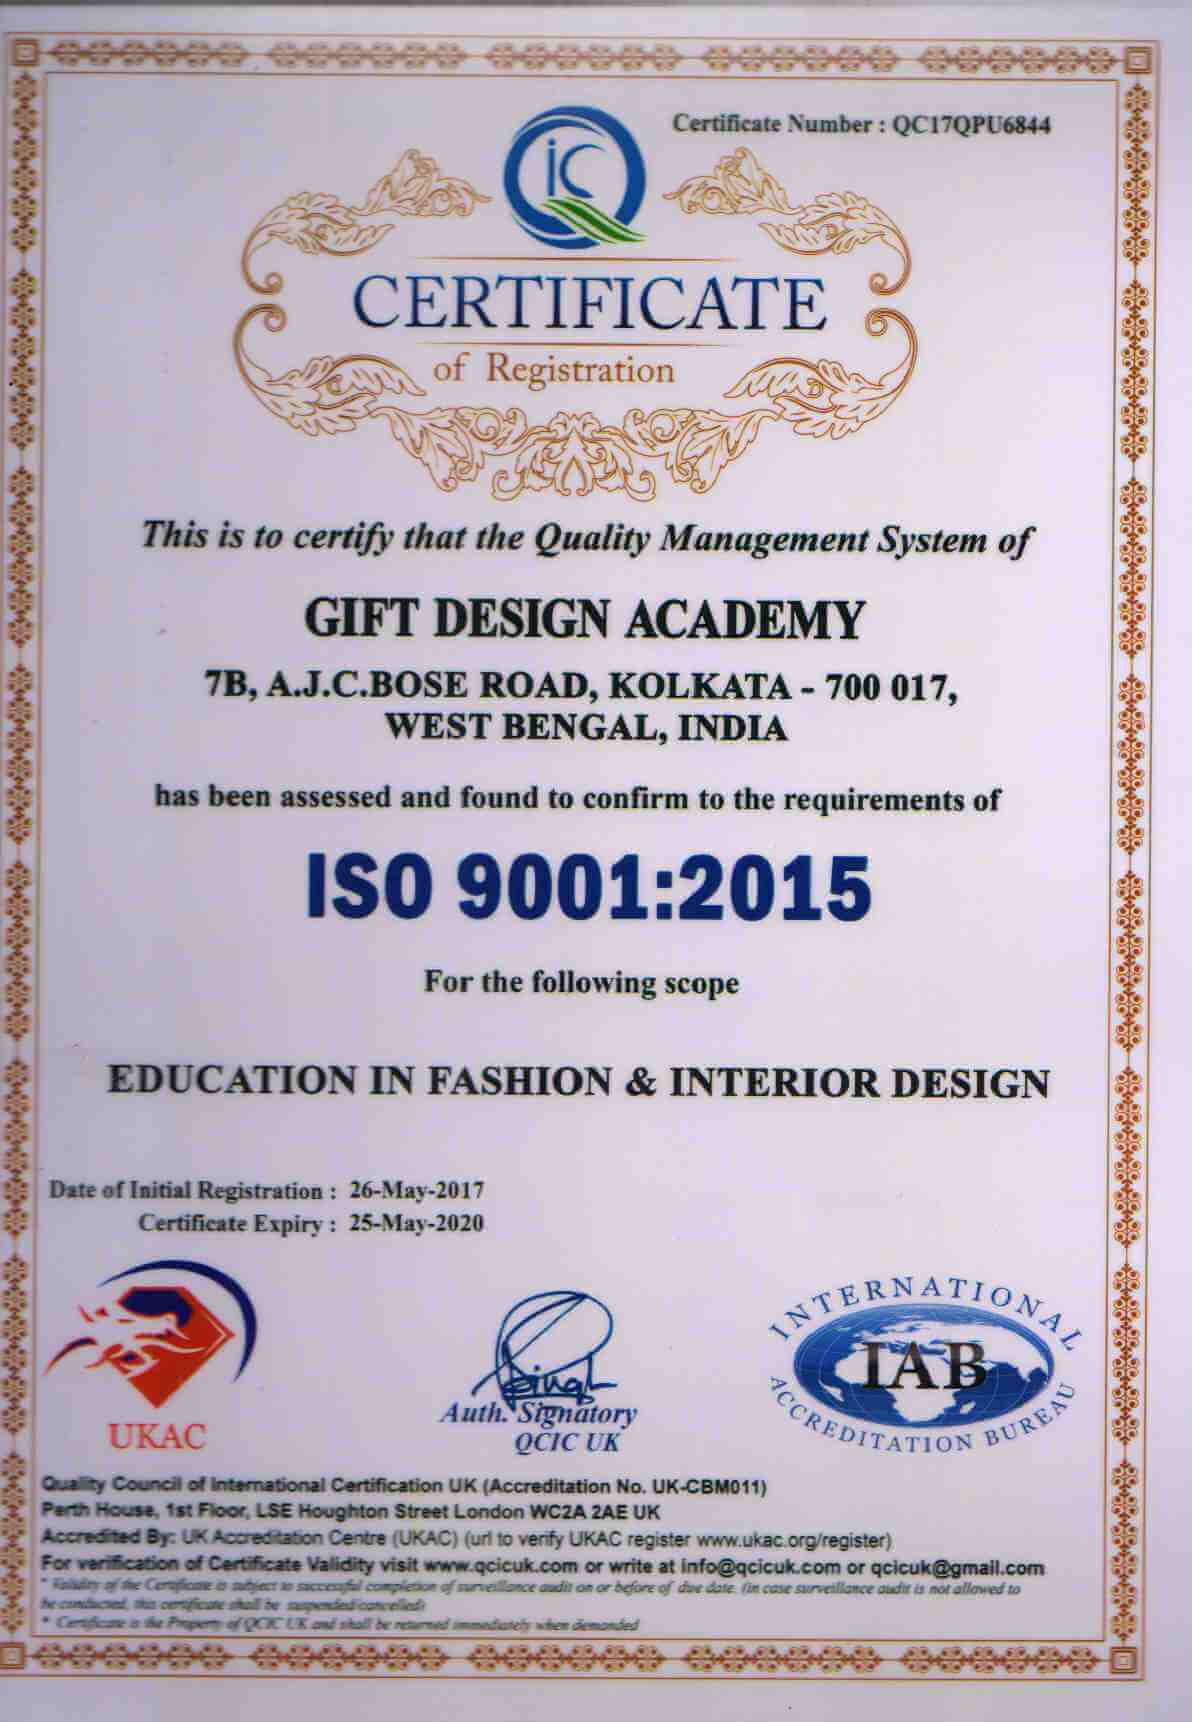 Certificate Number : QC17QPU6844
ic
CERTIFICATE
of Registration
This is to certify that the Quality Management System of
GIFT DESIGN ACADEMY
7B, A.J.C.BOSE ROAD, KOLKATA - 700 017,
WEST BENGAL, INDIA
has been assessed and found to confirm to the requirements of
ISO 9001:2015
For the following scope
EDUCATION IN FASHION & INTERIOR DESIGN
Date of Initial Registration : 26-May-2017
Certificate Expiry : 25-May-2020
UKAC
Singh
Auth. Signatory
QCIC UK
INTERNATIONAL
IAB
ACCREDITATION BUREAU
Quality Council of International Certification UK (Accreditation No. UK-CBM011)
Perth House, 1st Floor, LSE Houghton Street London WC2A 2AE UK
Accredited By: UK Accreditation Centre (UKAC) (url to verify UKAC register www.ukac.org/register)
For verification of Certificate Validity visit www.qcicuk.com or write at info@qcicuk.com or qcicuk@gmail.com
* Validity of the Certificate is subject to successful completion of surveillance audit on or before of due date. (in case surveillance audit is not allowed to
be conducted, this certificate shall be suspended/cancelled)
* Certificate is the Property of QCIC UK and shall be returned immediately when demanded